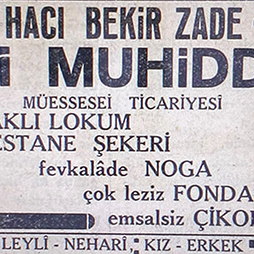 HACI BEKİR ZADE
i MUHİDD
MÜESSESEİ TİCARİYESİ
AKLI LOKUM
ESTANE ŞEKERİ
fevkalâde NOGA
çok leziz FONDA
emsalsiz ÇİKO
LEYLÎ - NEHARÎ, KIZ - ERKEK